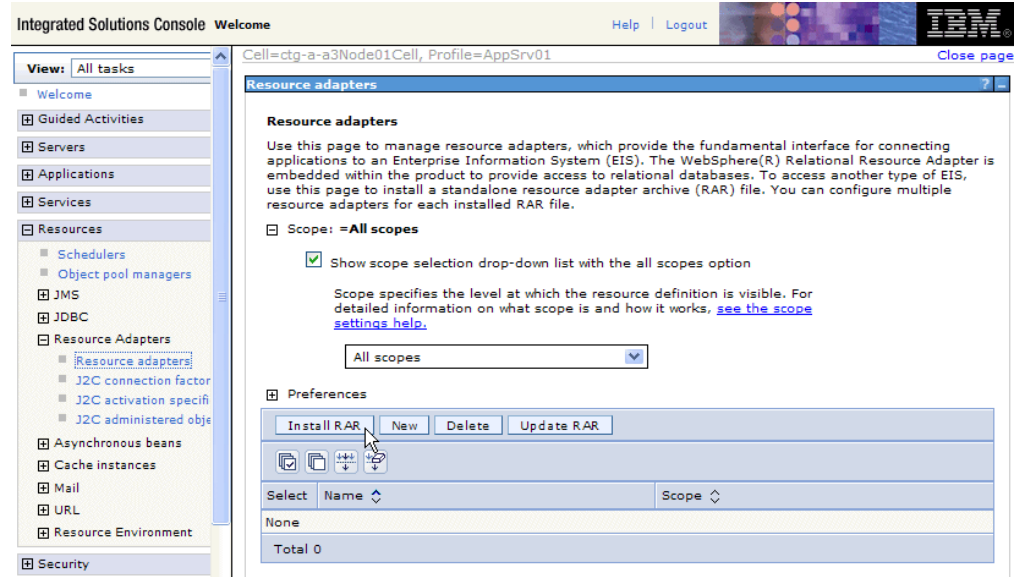 Integrated Solutions Console Welcome
Help Logout
IBM®
View: All tasks
Welcome
Guided Activities
Servers
Applications
Services
Resources
Schedulers
Object pool managers
JMS
JDBC
Resource Adapters
Resource adapters
J2C connection factor
J2C activation specifi
J2C administered obje
Asynchronous beans
Cache instances
Mail
URL
Resource Environment
Security
Cell=ctg-a-a3Node01Cell, Profile=AppSrv01
Close page
Resource adapters
? –
Resource adapters
Use this page to manage resource adapters, which provide the fundamental interface for connecting
applications to an Enterprise Information System (EIS). The WebSphere(R) Relational Resource Adapter is
embedded within the product to provide access to relational databases. To access another type of EIS,
use this page to install a standalone resource adapter archive (RAR) file. You can configure multiple
resource adapters for each installed RAR file.
Scope: =All scopes
Show scope selection drop-down list with the all scopes option
Scope specifies the level at which the resource definition is visible. For
detailed information on what scope is and how it works, see the scope
settings help.
All scopes
Preferences
Install RAR New Delete Update RAR
Select Name Scope
None
Total 0